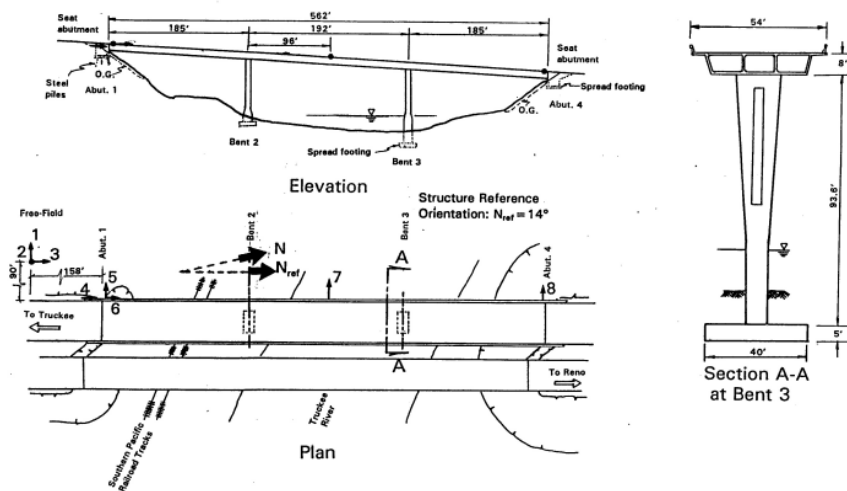 562'
185'
192'
185'
96'
Seat
abutment
Seat
abutment
Steel
piles
O.G.
Abut. 1
Bent 2
Spread footing
Bent 3
O.G.
Abut. 4
Spread footing
Elevation
54'
8'
93.6'
5'
40'
Section A-A
at Bent 3
Structure Reference
Orientation: Nref = 14°
Free-Field
1
2
3
90'
158'
Abut. 1
4
5
6
Bent 2
N
Nref
7
A
A
Bent 3
Abut. 4
8
To Truckee
To Reno
Southern Pacific
Railroad Tracks
Truckee
River
Plan